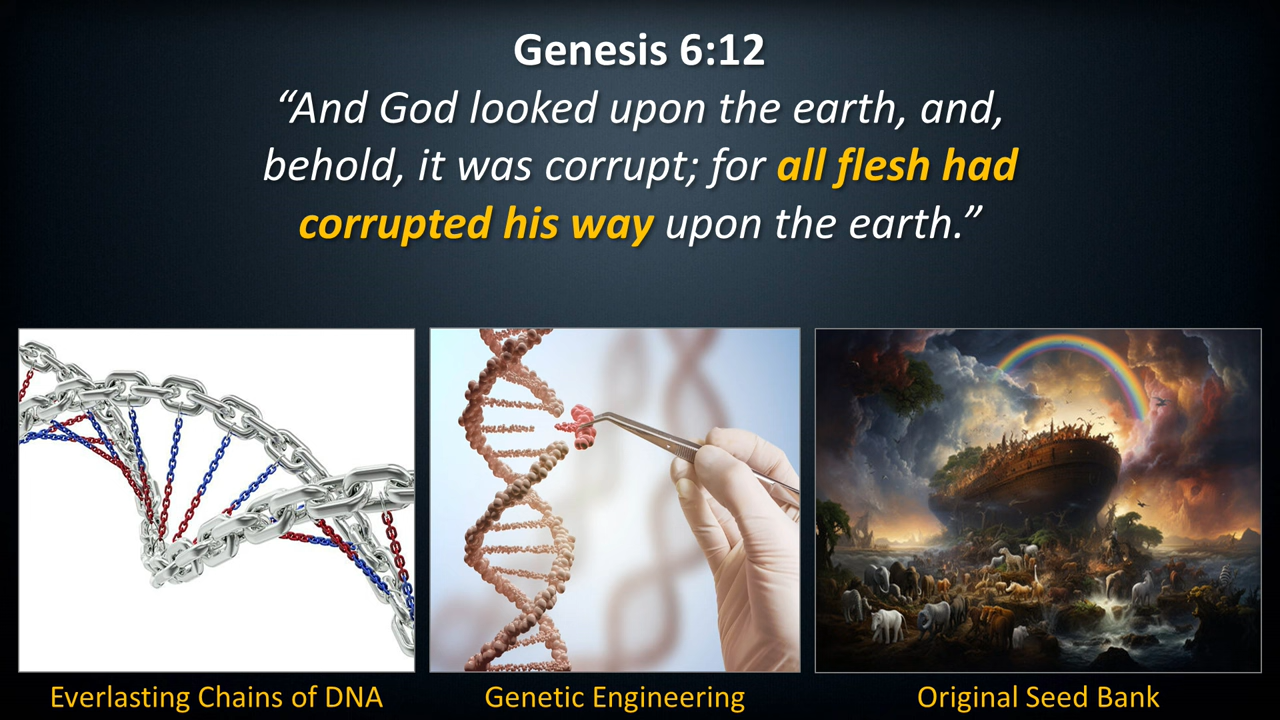 Genesis 6:12
“And God looked upon the earth, and,
behold, it was corrupt; for all flesh had
corrupted his way upon the earth.”
Everlasting Chains of DNA
Genetic Engineering
Original Seed Bank